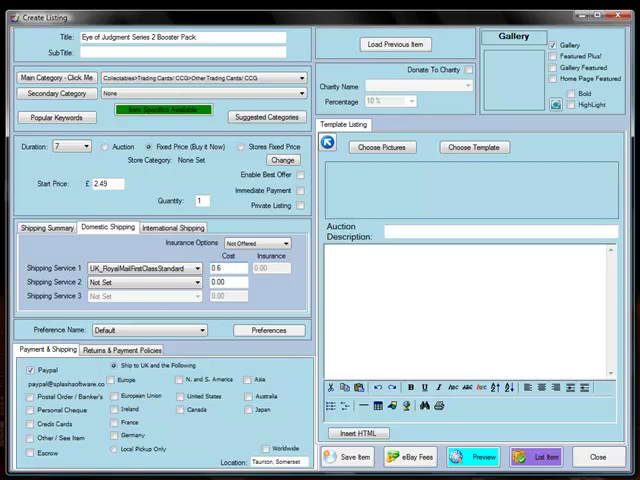 Create Listing
Title: Eye of Judgment Series 2 Booster Pack
SubTitle:
Main Category - Click Me Collectables>Trading Cards/ CCG>Other Trading Cards/ CCG
Secondary Category None
Item Specifics Available
Popular Keywords Suggested Categories
Duration: 7 Auction Fixed Price (Buy it Now) Stores Fixed Price
Store Category: None Set Change
Enable Best Offer
Start Price: £ 2.49
Immediate Payment
Quantity: 1
Private Listing
Shipping Summary Domestic Shipping International Shipping
Insurance Options Not Offered
Cost Insurance
Shipping Service 1 UK_RoyalMailFirstClassStandard 0.6 0.00
Shipping Service 2 Not Set 0.00
Shipping Service 3 Not Set 0.00
Preference Name: Default Preferences
Payment & Shipping Returns & Payment Policies
Paypal
paypal@splashsoftware.co
Postal Order / Banker's
Personal Cheque
Credit Cards
Other / See Item
Escrow
Ship to UK and the Following
Europe N. and S. America Asia
European Union United States Australia
Ireland Canada Japan
France
Germany
Local Pickup Only Worldwide
Location: Taunton, Somerset
Load Previous Item
Donate To Charity
Charity Name
Percentage 10 %
Gallery
Gallery
Featured Plus!
Gallery Featured
Home Page Featured
Bold
HighLight
Template Listing
Choose Pictures Choose Template
Auction
Description:
B U I ABC ABC ABC
Insert HTML
Save Item eBay Fees Preview List Item Close